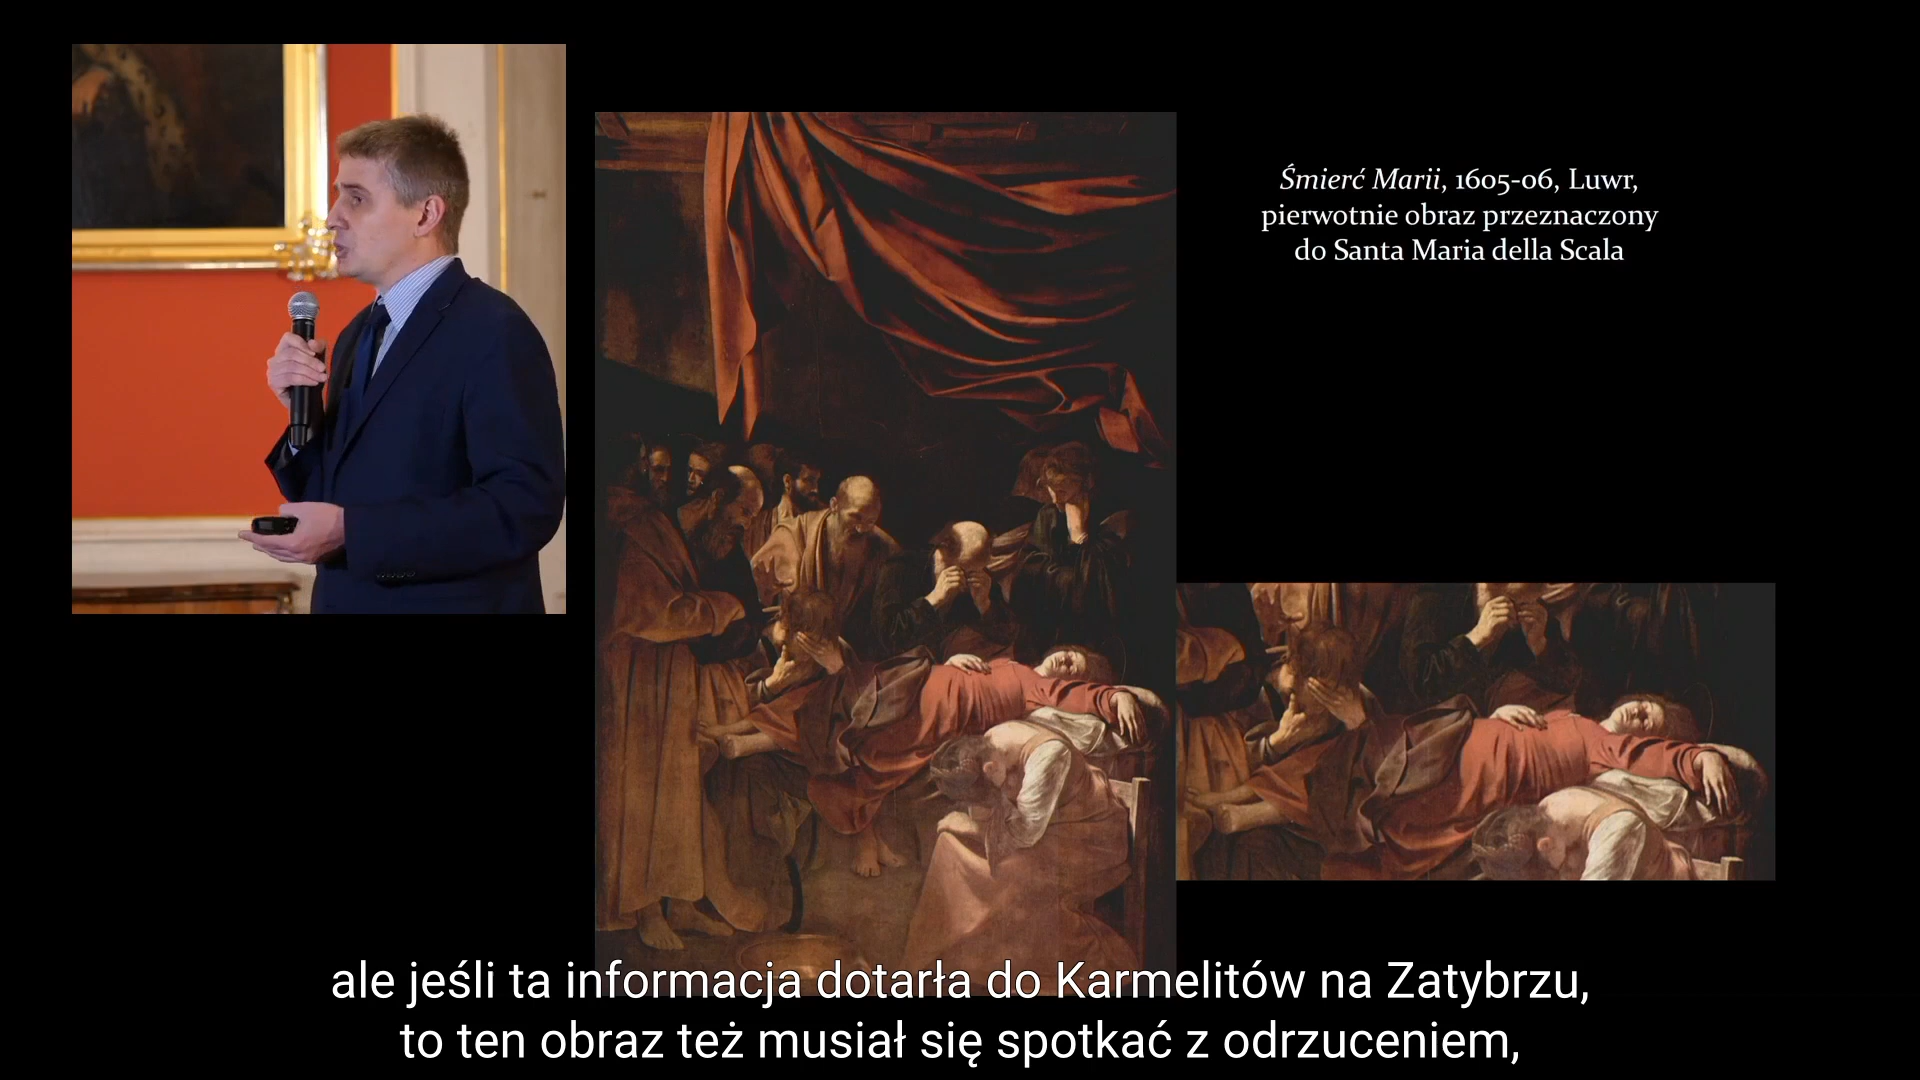 Śmierć Marii, 1605-06, Luwr,
pierwotnie obraz przeznaczony
do Santa Maria della Scala
ale jeśli ta informacja dotarła do Karmelitów na Zatybrzu,
to ten obraz też musiał się spotkać z odrzuceniem,